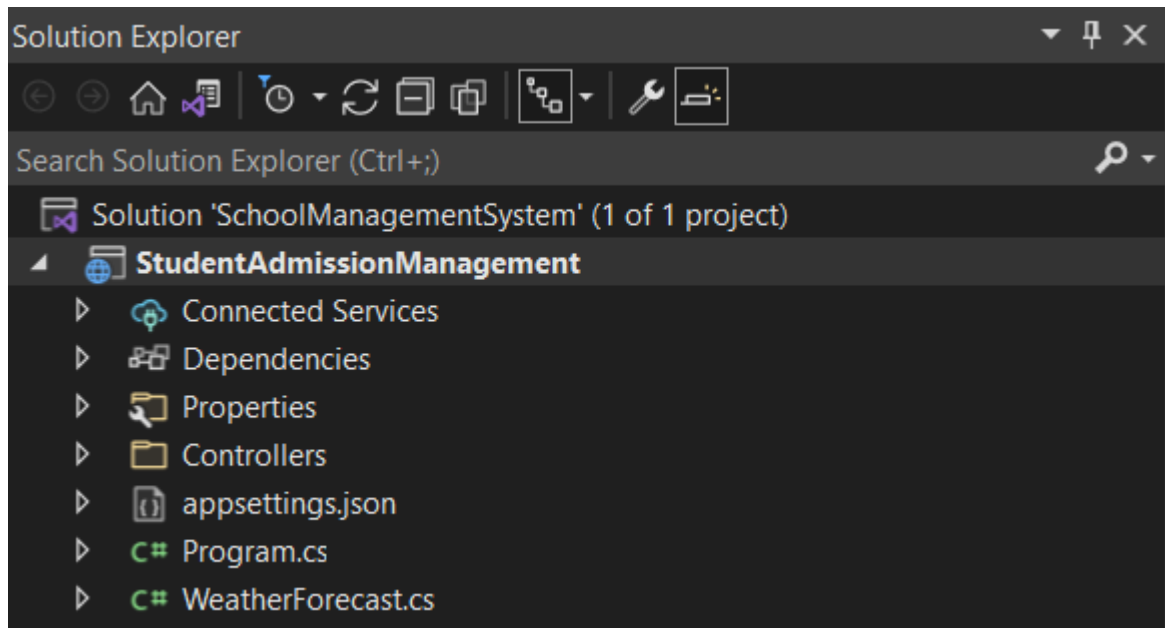 Solution Explorer
Search Solution Explorer (Ctrl+;)
Solution 'SchoolManagementSystem' (1 of 1 project)
StudentAdmissionManagement
Connected Services
Dependencies
Properties
Controllers
appsettings.json
C# Program.cs
C# WeatherForecast.cs